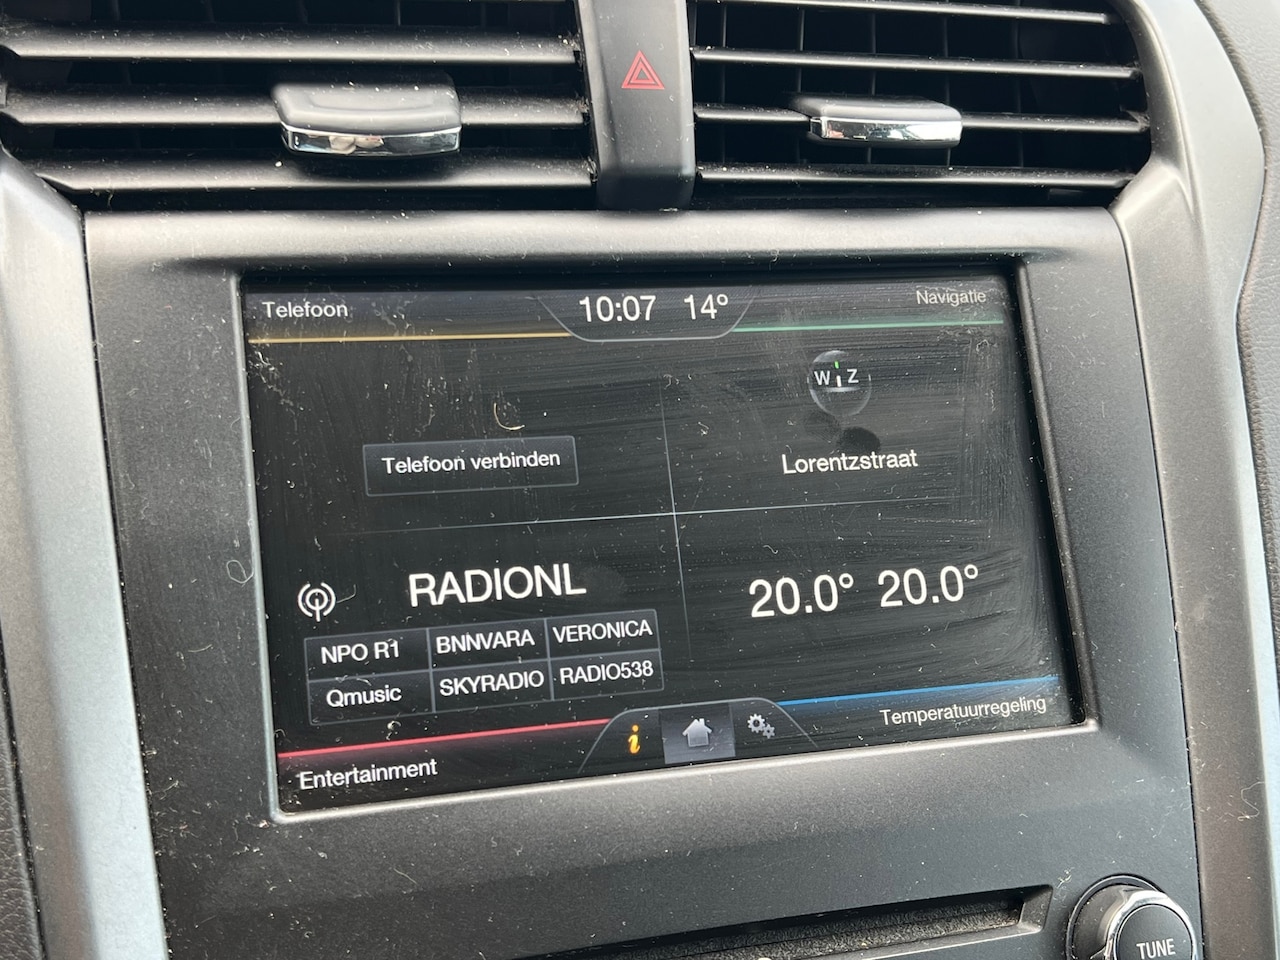 Telefoon
10:07 14°
Navigatie
W Z
Telefoon verbinden
Lorentzstraat
RADIONL
20.0° 20.0°
NPO R1 BNNVARA VERONICA
Qmusic SKYRADIO RADIO538
i
Temperatuurregeling
Entertainment
TUNE